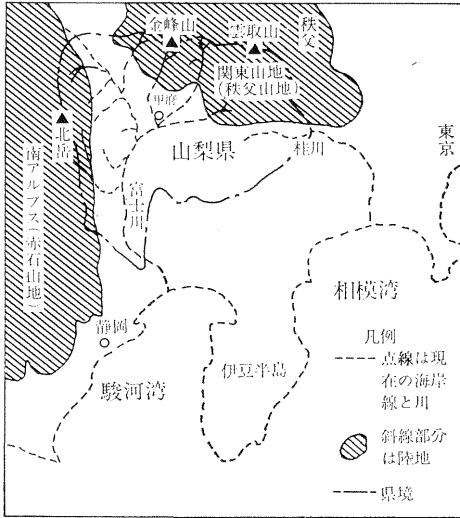 金峰山
雲取山
秩父
関東山地
(秩父山地)
甲府
北岳
山梨県
桂川
東京
南アルプス(赤石山地)
富士川
相模湾
静岡
伊豆半島
駿河湾
凡例
点線は現
在の海岸
線と川
斜線部分
は陸地
県境